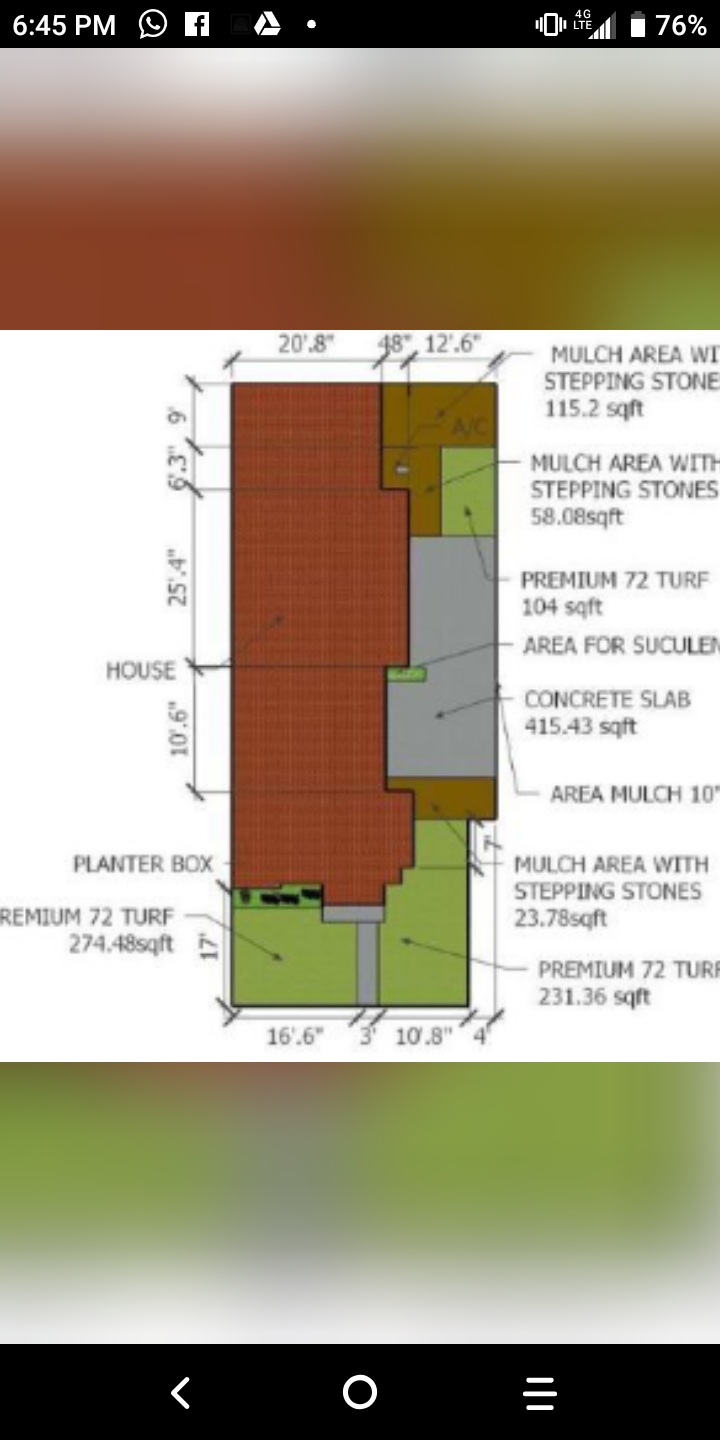 6:45 PM
4G
LTE
76%
20'.8"
48"
12'.6"
MULCH AREA WI
STEPPING STONE
115.2 sqft
9'
A/C
6'.3"
MULCH AREA WITH
STEPPING STONES
58.08sqft
25'.4"
PREMIUM 72 TURF
104 sqft
AREA FOR SUCULEN
HOUSE
CONCRETE SLAB
415.43 sqft
10'.6"
AREA MULCH 10"
7'
PLANTER BOX
MULCH AREA WITH
STEPPING STONES
23.78sqft
REMIUM 72 TURF
274.48sqft
17'
PREMIUM 72 TURF
231.36 sqft
16'.6"
3'
10'.8"
4'